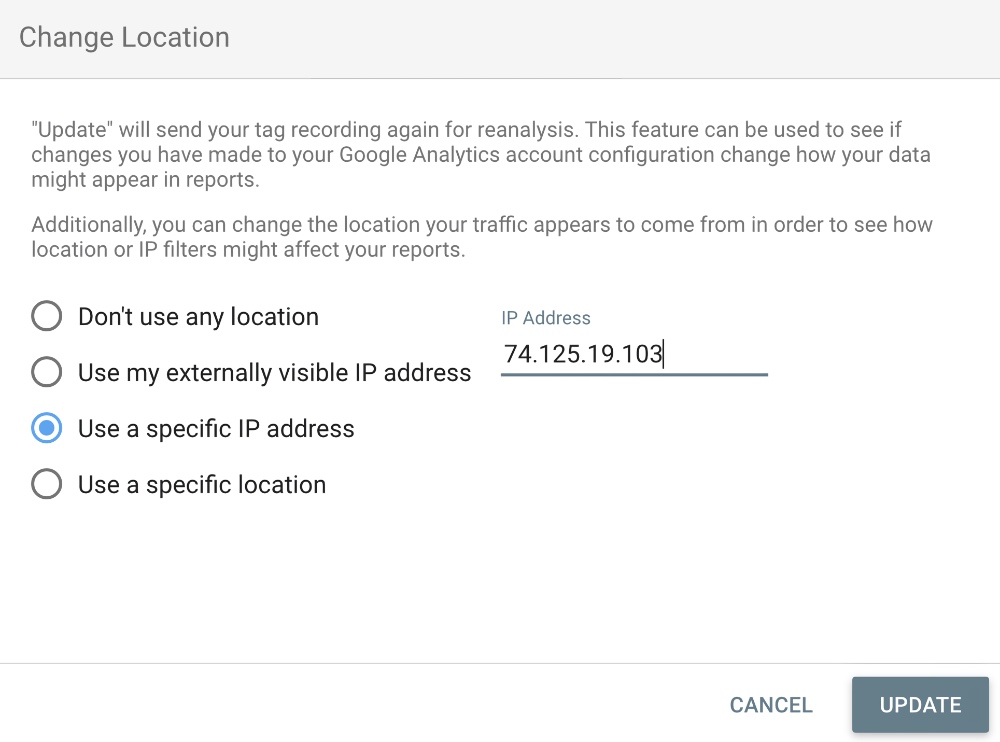 Change Location
"Update" will send your tag recording again for reanalysis. This feature can be used to see if
changes you have made to your Google Analytics account configuration change how your data
might appear in reports.
Additionally, you can change the location your traffic appears to come from in order to see how
location or IP filters might affect your reports.
Don't use any location
Use my externally visible IP address
Use a specific IP address
Use a specific location
IP Address
74.125.19.103
CANCEL
UPDATE